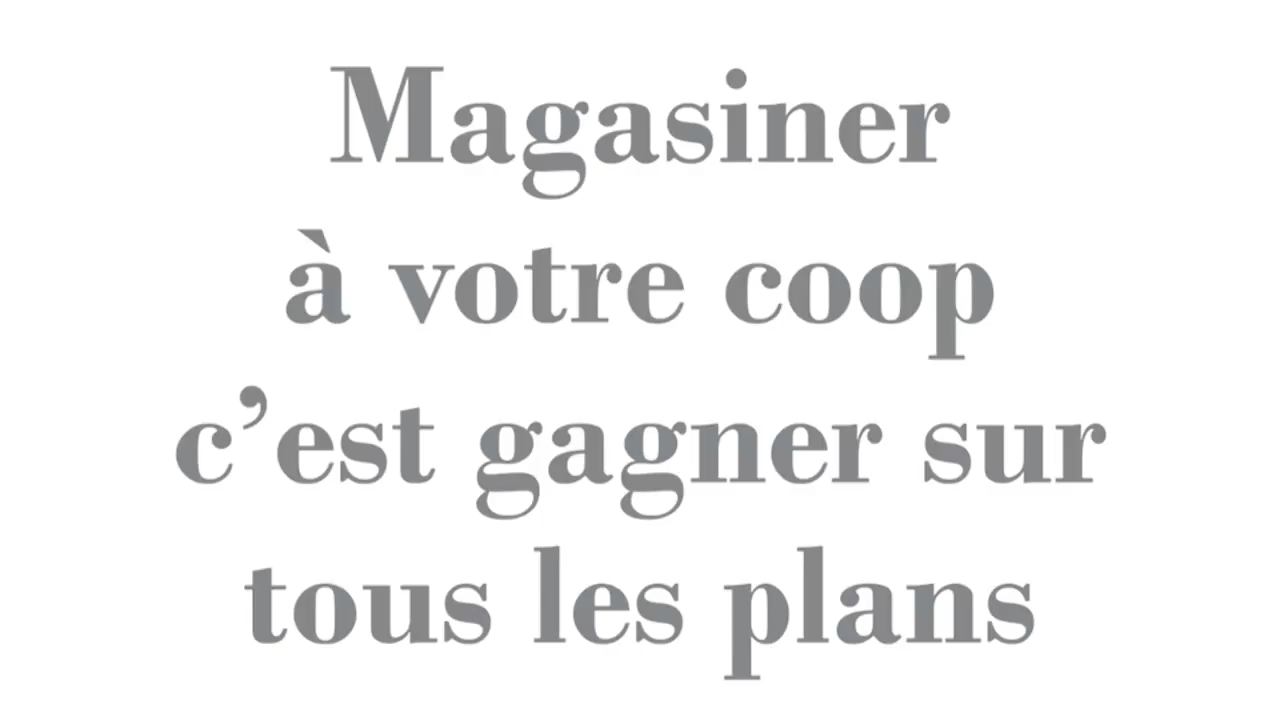 Magasiner
à votre coop
c’est gagner sur
tous les plans